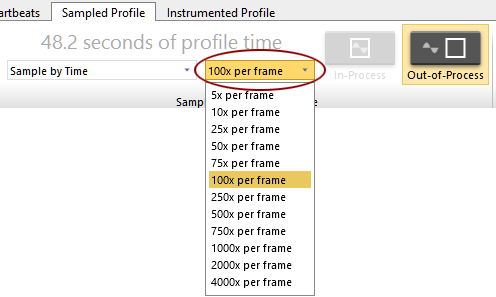 artbeats Sampled Profile Instrumented Profile
48.2 seconds of profile time
Sample by Time 100x per frame In-Process Out-of-Process
Samp e
5x per frame
10x per frame
25x per frame
50x per frame
75x per frame
100x per frame
250x per frame
500x per frame
750x per frame
1000x per frame
2000x per frame
4000x per frame